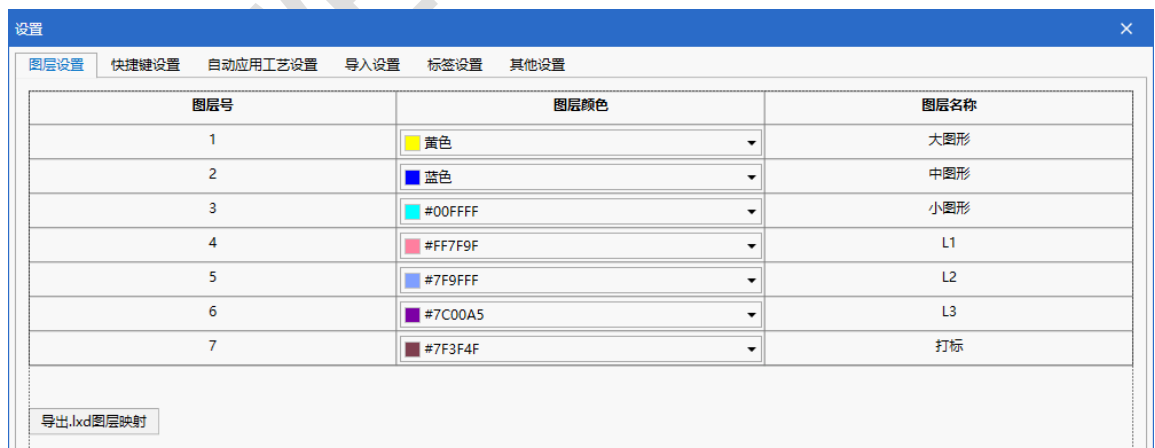 设置
图层设置 快捷键设置 自动应用工艺设置 导入设置 标签设置 其他设置
图层号 图层颜色 图层名称
1 黄色 大图形
2 蓝色 中图形
3 #00FFFF 小图形
4 #FF7F9F L1
5 #7F9FFF L2
6 #7C00A5 L3
7 #7F3F4F 打标
导出.lxd图层映射